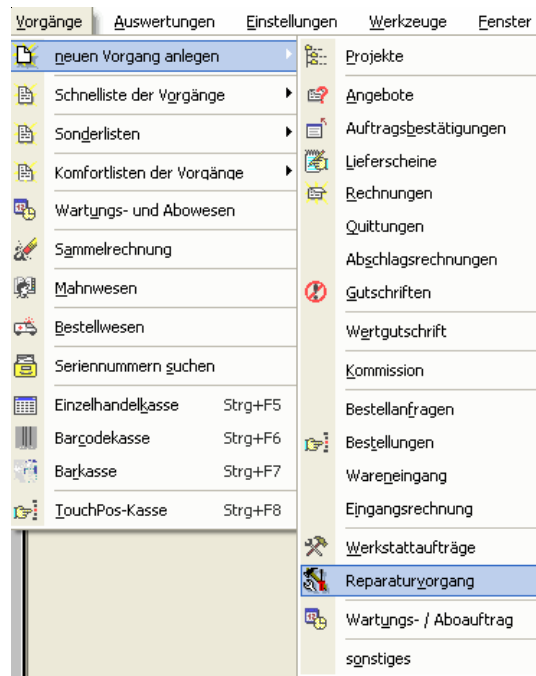 Vorgänge Auswertungen Einstellungen Werkzeuge Fenster
neuen Vorgang anlegen
Schnelliste der Vorgänge
Sonderlisten
Komfortlisten der Vorgänge
Wartungs- und Abowesen
Sammelrechnung
Mahnwesen
Bestellwesen
Seriennummern suchen
Einzelhandelkasse Strg+F5
Barcodekasse Strg+F6
Barkasse Strg+F7
TouchPos-Kasse Strg+F8
Projekte
Angebote
Auftragsbestätigungen
Lieferscheine
Rechnungen
Quittungen
Abschlagsrechnungen
Gutschriften
Wertgutschrift
Kommission
Bestellanfragen
Bestellungen
Wareneingang
Eingangsrechnung
Werkstattaufträge
Reparaturvorgang
Wartungs- / Aboauftrag
sonstiges